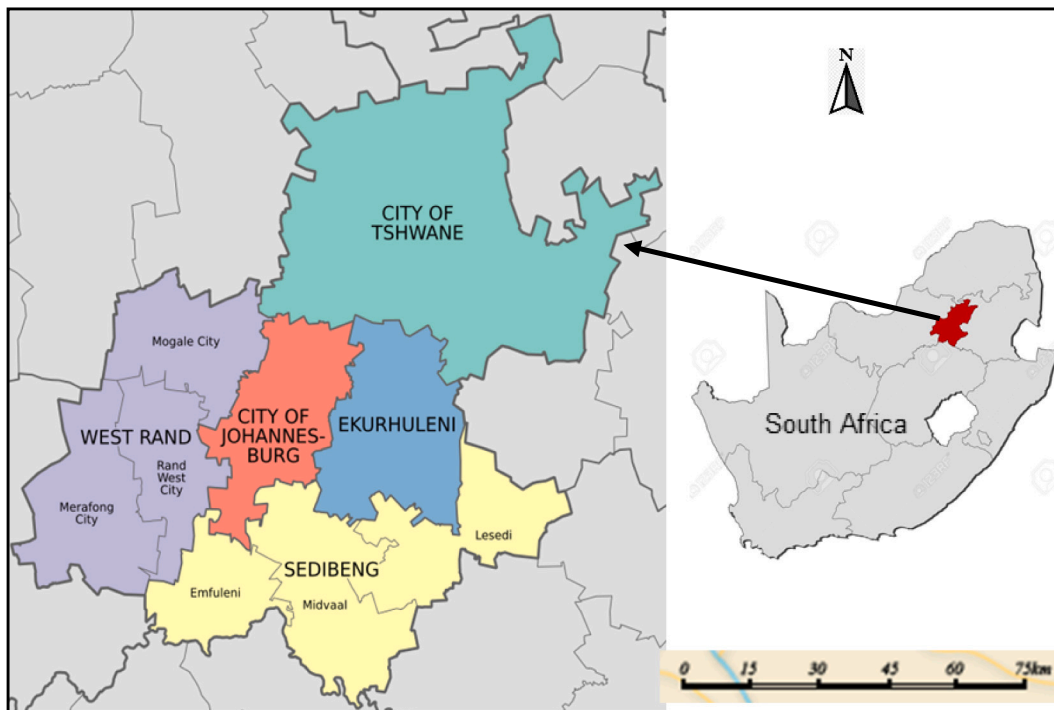 N
CITY OF
TSHWANE
Mogale City
WEST RAND
Rand
West
City
Merafong
City
CITY OF
JOHANNES-
BURG
EKURHULENI
Lesedi
SEDIBENG
Emfuleni
Midvaal
South Africa
0 15 30 45 60 75km